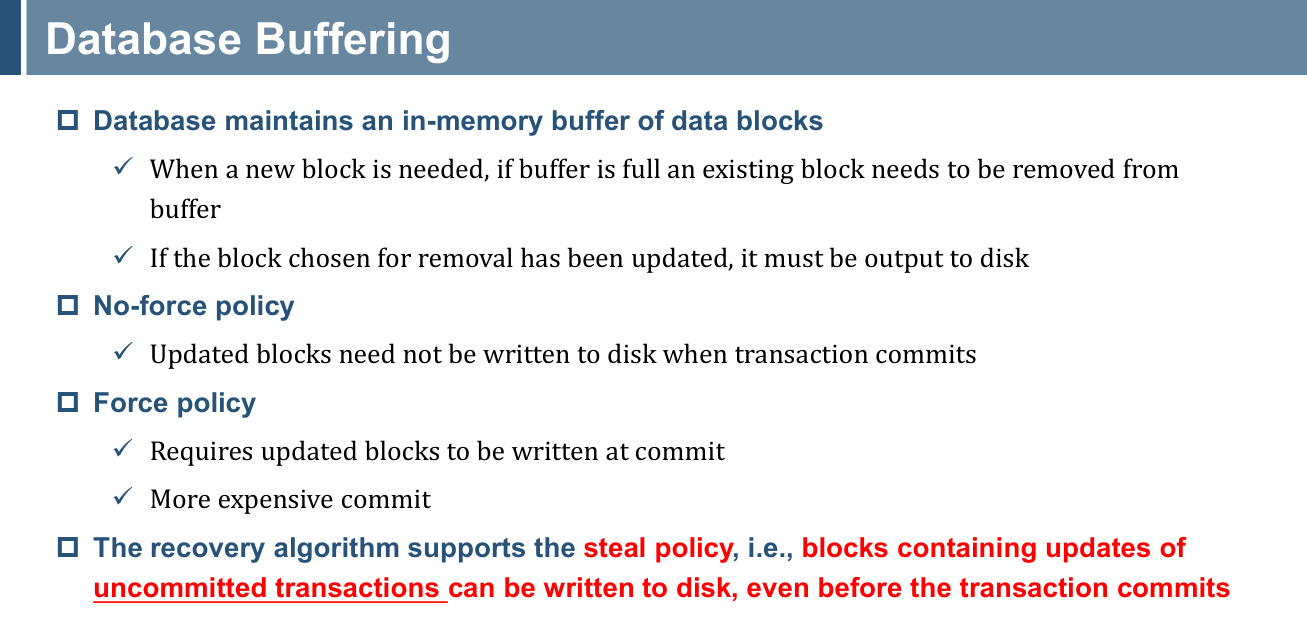 Database Buffering
Database maintains an in-memory buffer of data blocks
When a new block is needed, if buffer is full an existing block needs to be removed from
buffer
If the block chosen for removal has been updated, it must be output to disk
No-force policy
Updated blocks need not be written to disk when transaction commits
Force policy
Requires updated blocks to be written at commit
More expensive commit
The recovery algorithm supports the steal policy, i.e., blocks containing updates of
uncommitted transactions can be written to disk, even before the transaction commits